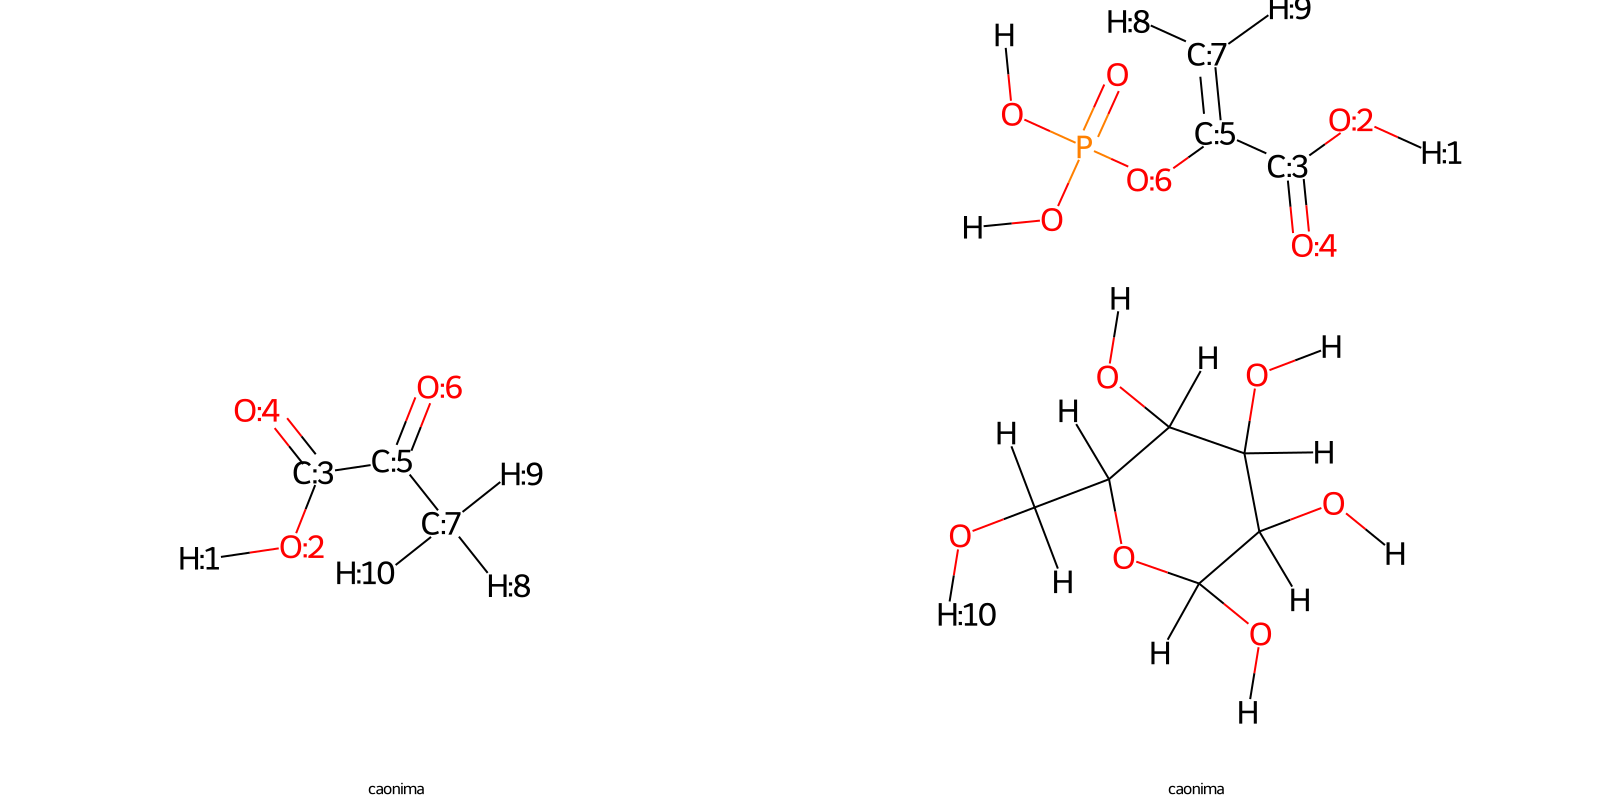 H:8 H:9
H C:7
O O
P C:5 O:2
O:6 C:3 H:1
H O O:4
H
O H O H
O:4 O:6 H H
C:3 C:5 H:9 H O
C:7 O H
H:1 O:2 H:10 H:8 O H
H:10 H
H O
H
caonima caonima